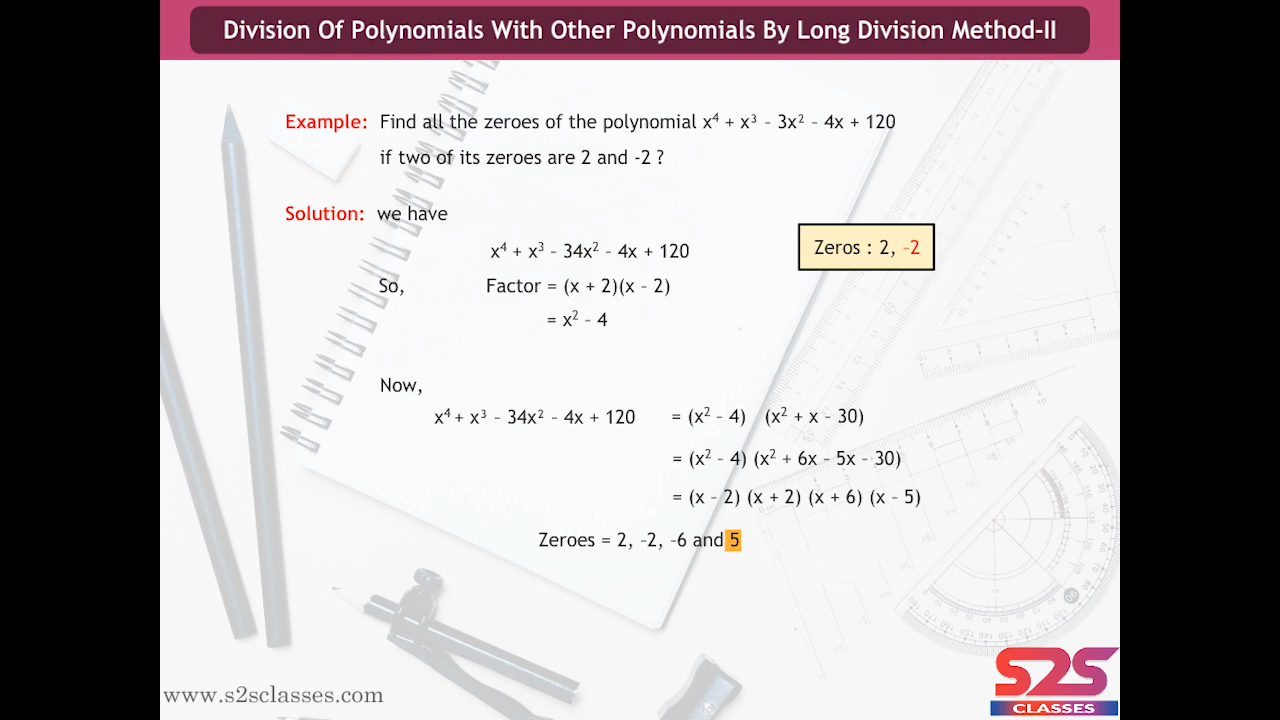 Division Of Polynomials With Other Polynomials By Long Division Method-II
Example: Find all the zeroes of the polynomial x⁴ + x³ – 3x² – 4x + 120
if two of its zeroes are 2 and -2 ?
Solution: we have
x⁴ + x³ – 34x² – 4x + 120
Zeros : 2, –2
So, Factor = (x + 2)(x – 2)
= x² – 4
Now,
x⁴ + x³ – 34x² – 4x + 120 = (x² – 4) (x² + x – 30)
= (x² – 4) (x² + 6x – 5x – 30)
= (x – 2) (x + 2) (x + 6) (x – 5)
Zeroes = 2, –2, –6 and 5
www.s2sclasses.com
S2S
CLASSES